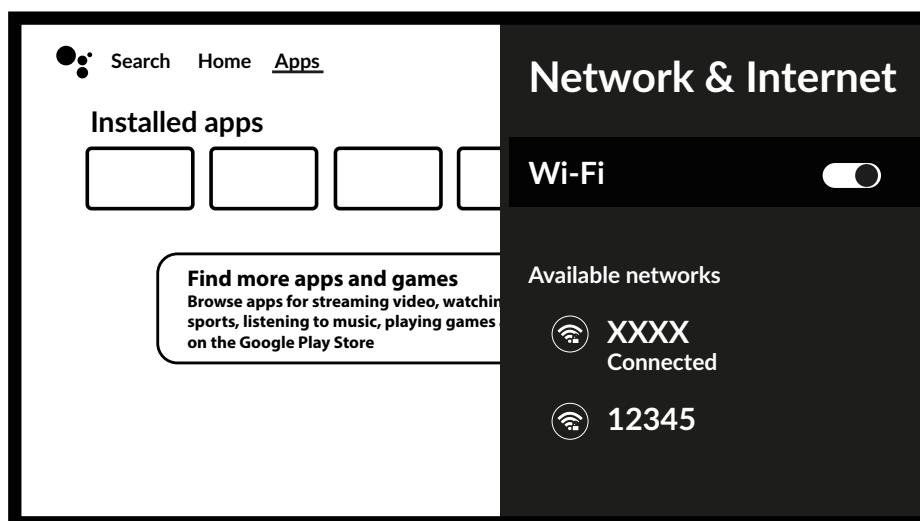 Search Home Apps
Installed apps
Find more apps and games
Browse apps for streaming video, watchin
sports, listening to music, playing games
on the Google Play Store
Network & Internet
Wi-Fi
Available networks
XXXX
Connected
12345